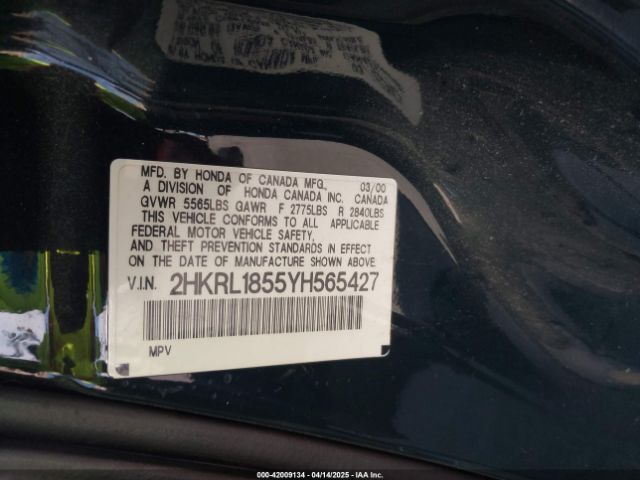 MFD. BY HONDA OF CANADA MFG., 03/00
A DIVISION OF HONDA CANADA INC. CANADA
GVWR 5565LBS GAWR F 2775LBS R 2840LBS
THIS VEHICLE CONFORMS TO ALL APPLICABLE
FEDERAL MOTOR VEHICLE SAFETY,
AND THEFT PREVENTION STANDARDS IN EFFECT
ON THE DATE OF MANUFACTURE SHOWN ABOVE.
V.I.N. 2HKRL1855YH565427
MPV
000-42009134 - 04/14/2025 - IAA Inc.